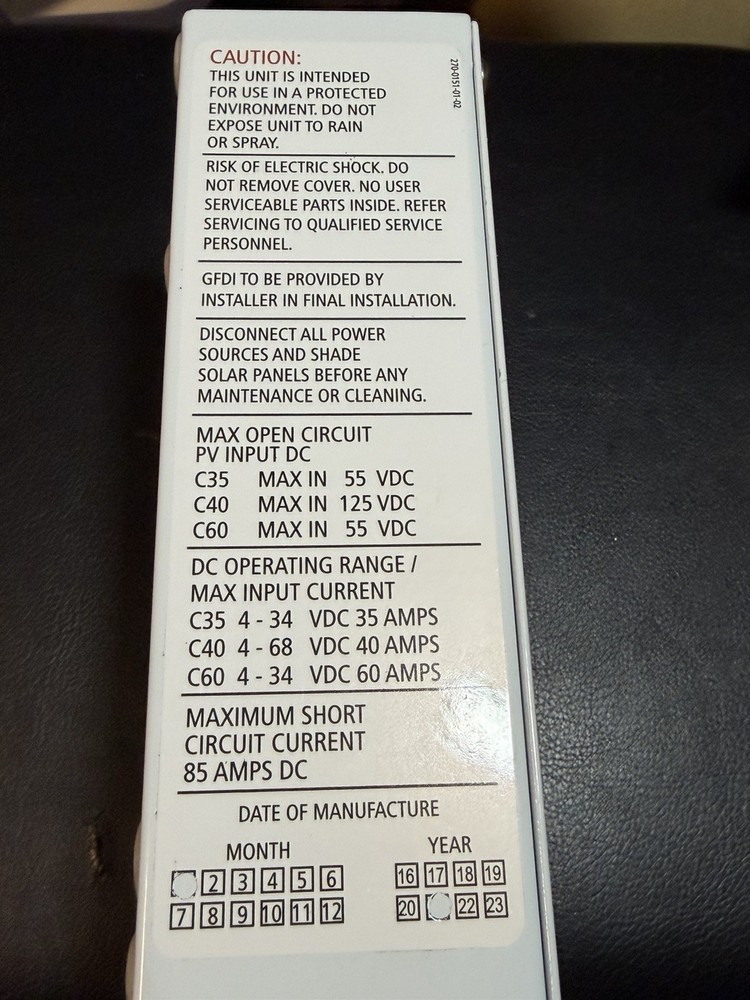 CAUTION:
THIS UNIT IS INTENDED
FOR USE IN A PROTECTED
ENVIRONMENT. DO NOT
EXPOSE UNIT TO RAIN
OR SPRAY.
270-0151-01-02
RISK OF ELECTRIC SHOCK. DO
NOT REMOVE COVER. NO USER
SERVICEABLE PARTS INSIDE. REFER
SERVICING TO QUALIFIED SERVICE
PERSONNEL.
GFDI TO BE PROVIDED BY
INSTALLER IN FINAL INSTALLATION.
DISCONNECT ALL POWER
SOURCES AND SHADE
SOLAR PANELS BEFORE ANY
MAINTENANCE OR CLEANING.
MAX OPEN CIRCUIT
PV INPUT DC
C35 MAX IN 55 VDC
C40 MAX IN 125 VDC
C60 MAX IN 55 VDC
DC OPERATING RANGE /
MAX INPUT CURRENT
C35 4 - 34 VDC 35 AMPS
C40 4 - 68 VDC 40 AMPS
C60 4 - 34 VDC 60 AMPS
MAXIMUM SHORT
CIRCUIT CURRENT
85 AMPS DC
DATE OF MANUFACTURE
MONTH
2 3 4 5 6
7 8 9 10 11 12
YEAR
16 17 18 19
20 22 23